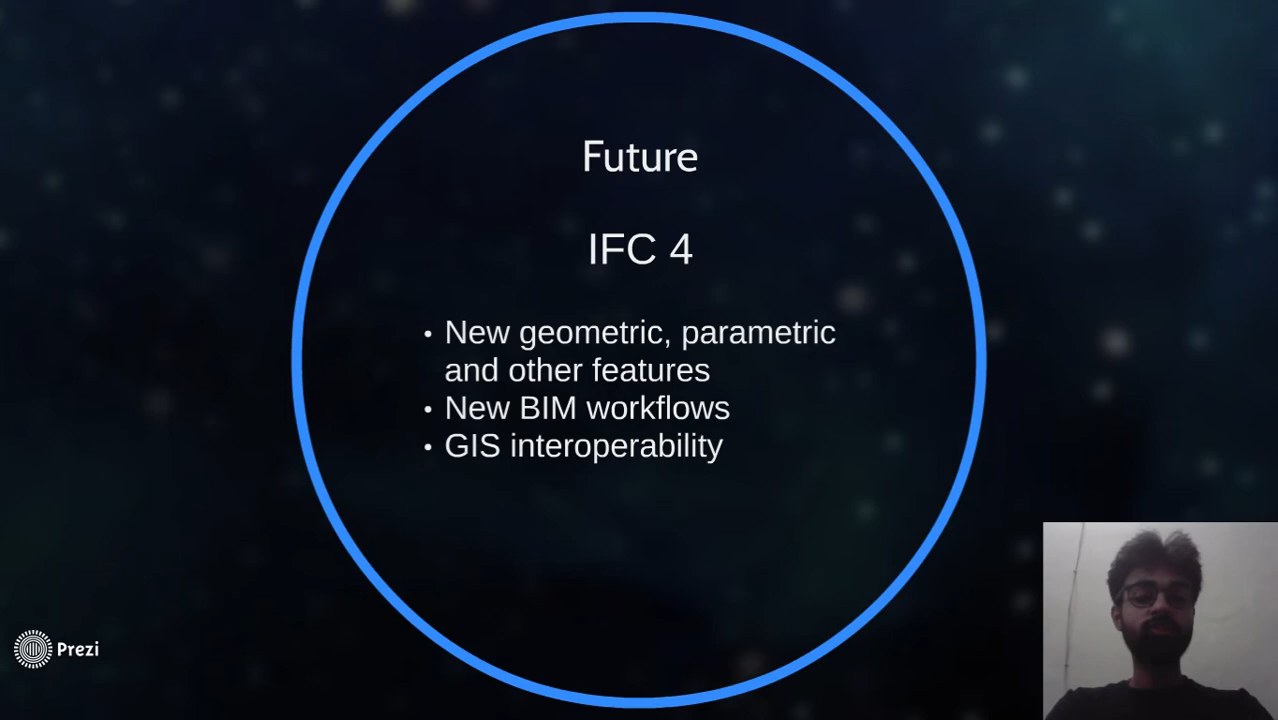 Future
IFC 4
• New geometric, parametric
and other features
• New BIM workflows
• GIS interoperability
Prezi